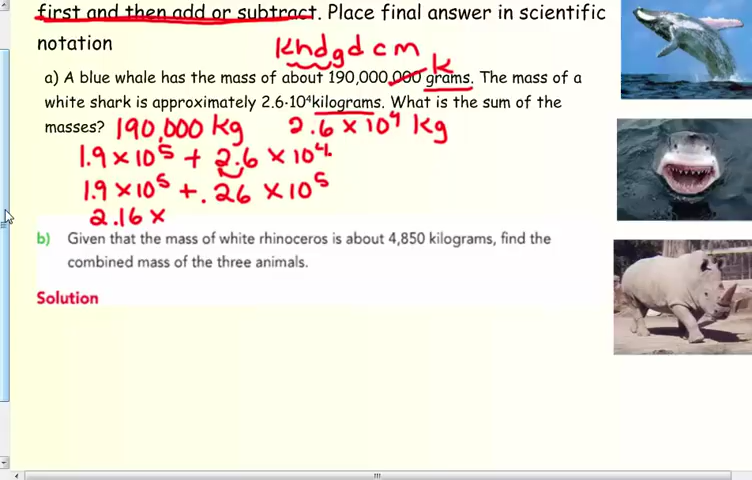 first and then add or subtract. Place final answer in scientific
notation
k h d g d c m
k
a) A blue whale has the mass of about 190,000,000 grams. The mass of a
white shark is approximately 2.6·10⁴kilograms. What is the sum of the
masses? 190,000 kg 2.6 × 10⁴ kg
1.9 × 10⁵ + 2.6 × 10⁴
1.9 × 10⁵ + .26 × 10⁵
2.16 ×
b) Given that the mass of white rhinoceros is about 4,850 kilograms, find the
combined mass of the three animals.
Solution